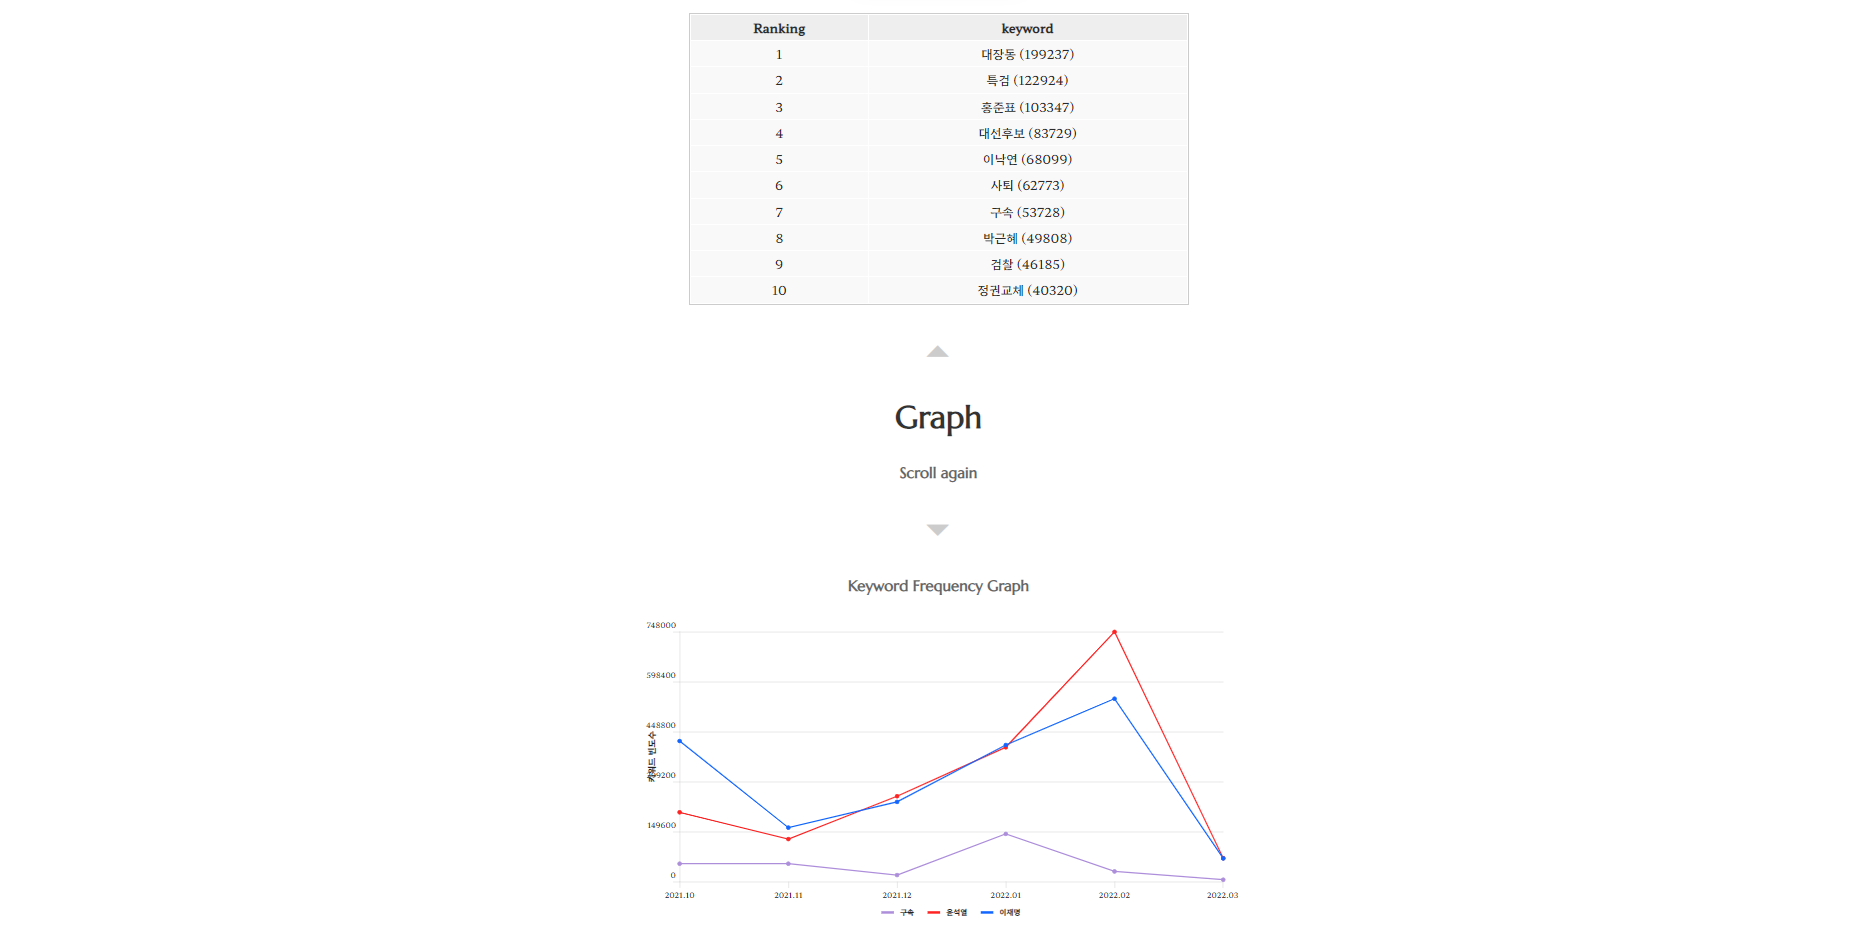 Ranking keyword
1 대장동 (199237)
2 특검 (122924)
3 홍준표 (103347)
4 대선후보 (83729)
5 이낙연 (68099)
6 사퇴 (62773)
7 구속 (53728)
8 박근혜 (49808)
9 검찰 (46185)
10 정권교체 (40320)
Graph
Scroll again
Keyword Frequency Graph
748000
598400
448800
키워드 빈도수
149600
0
2021.10 2021.11 2021.12 2022.01 2022.02 2022.03
구속 윤석열 이재명